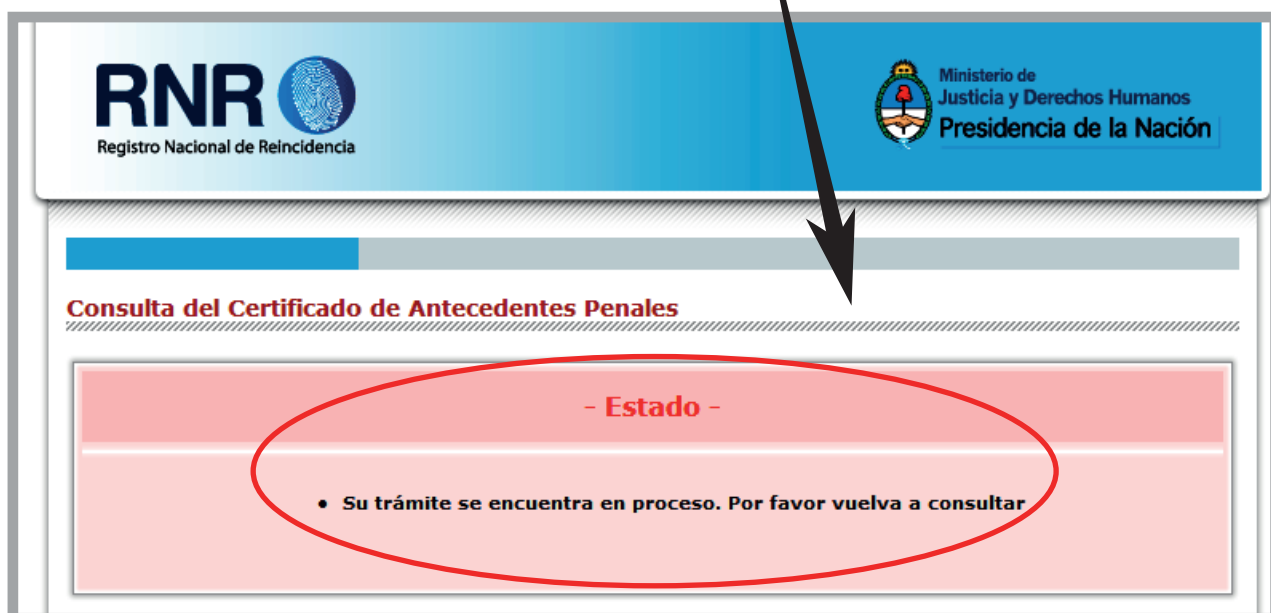 RNR
Registro Nacional de Reincidencia
Ministerio de
Justicia y Derechos Humanos
Presidencia de la Nación
Consulta del Certificado de Antecedentes Penales
- Estado -
• Su trámite se encuentra en proceso. Por favor vuelva a consultar